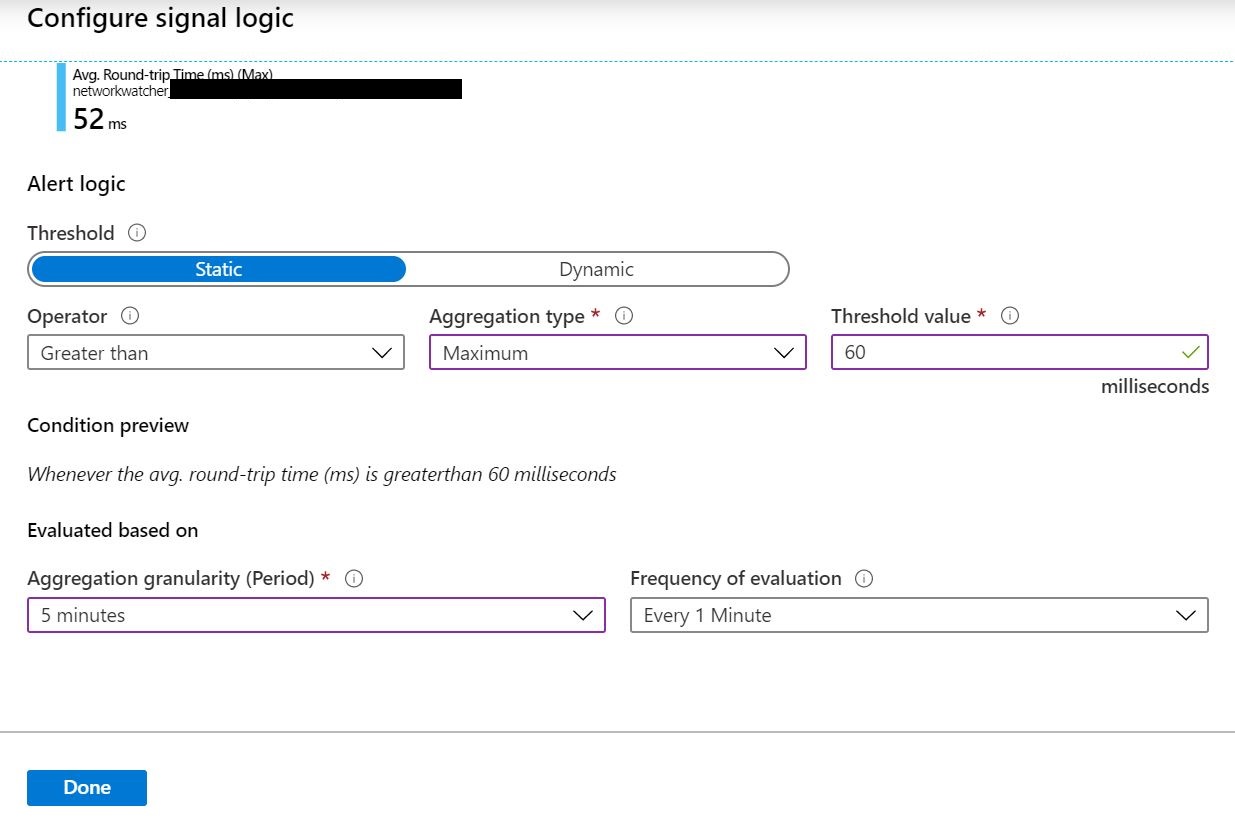 Configure signal logic
Avg. Round-trip Time (ms) (Max)
networkwatcher
52 ms
Alert logic
Threshold
Static Dynamic
Operator Aggregation type * Threshold value *
Greater than Maximum 60
milliseconds
Condition preview
Whenever the avg. round-trip time (ms) is greaterthan 60 milliseconds
Evaluated based on
Aggregation granularity (Period) * Frequency of evaluation
5 minutes Every 1 Minute
Done